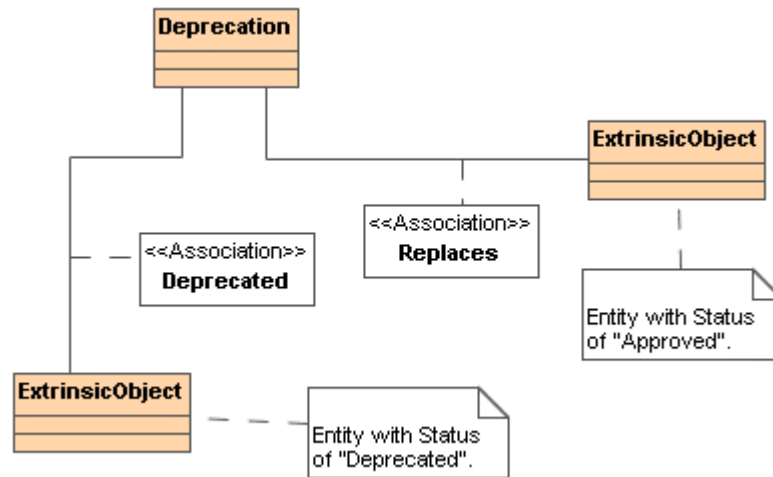 Deprecation
ExtrinsicObject
<<Association>>
Replaces
<<Association>>
Deprecated
Entity with Status
of "Approved".
ExtrinsicObject
Entity with Status
of "Deprecated".